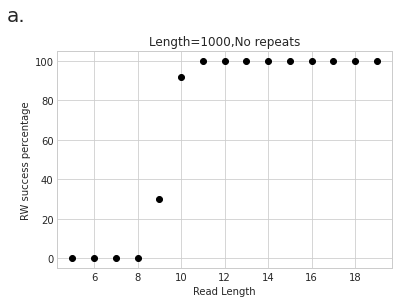 a.
Length=1000,No repeats
100
80
60
40
20
0
RW success percentage
6 8 10 12 14 16 18
Read Length